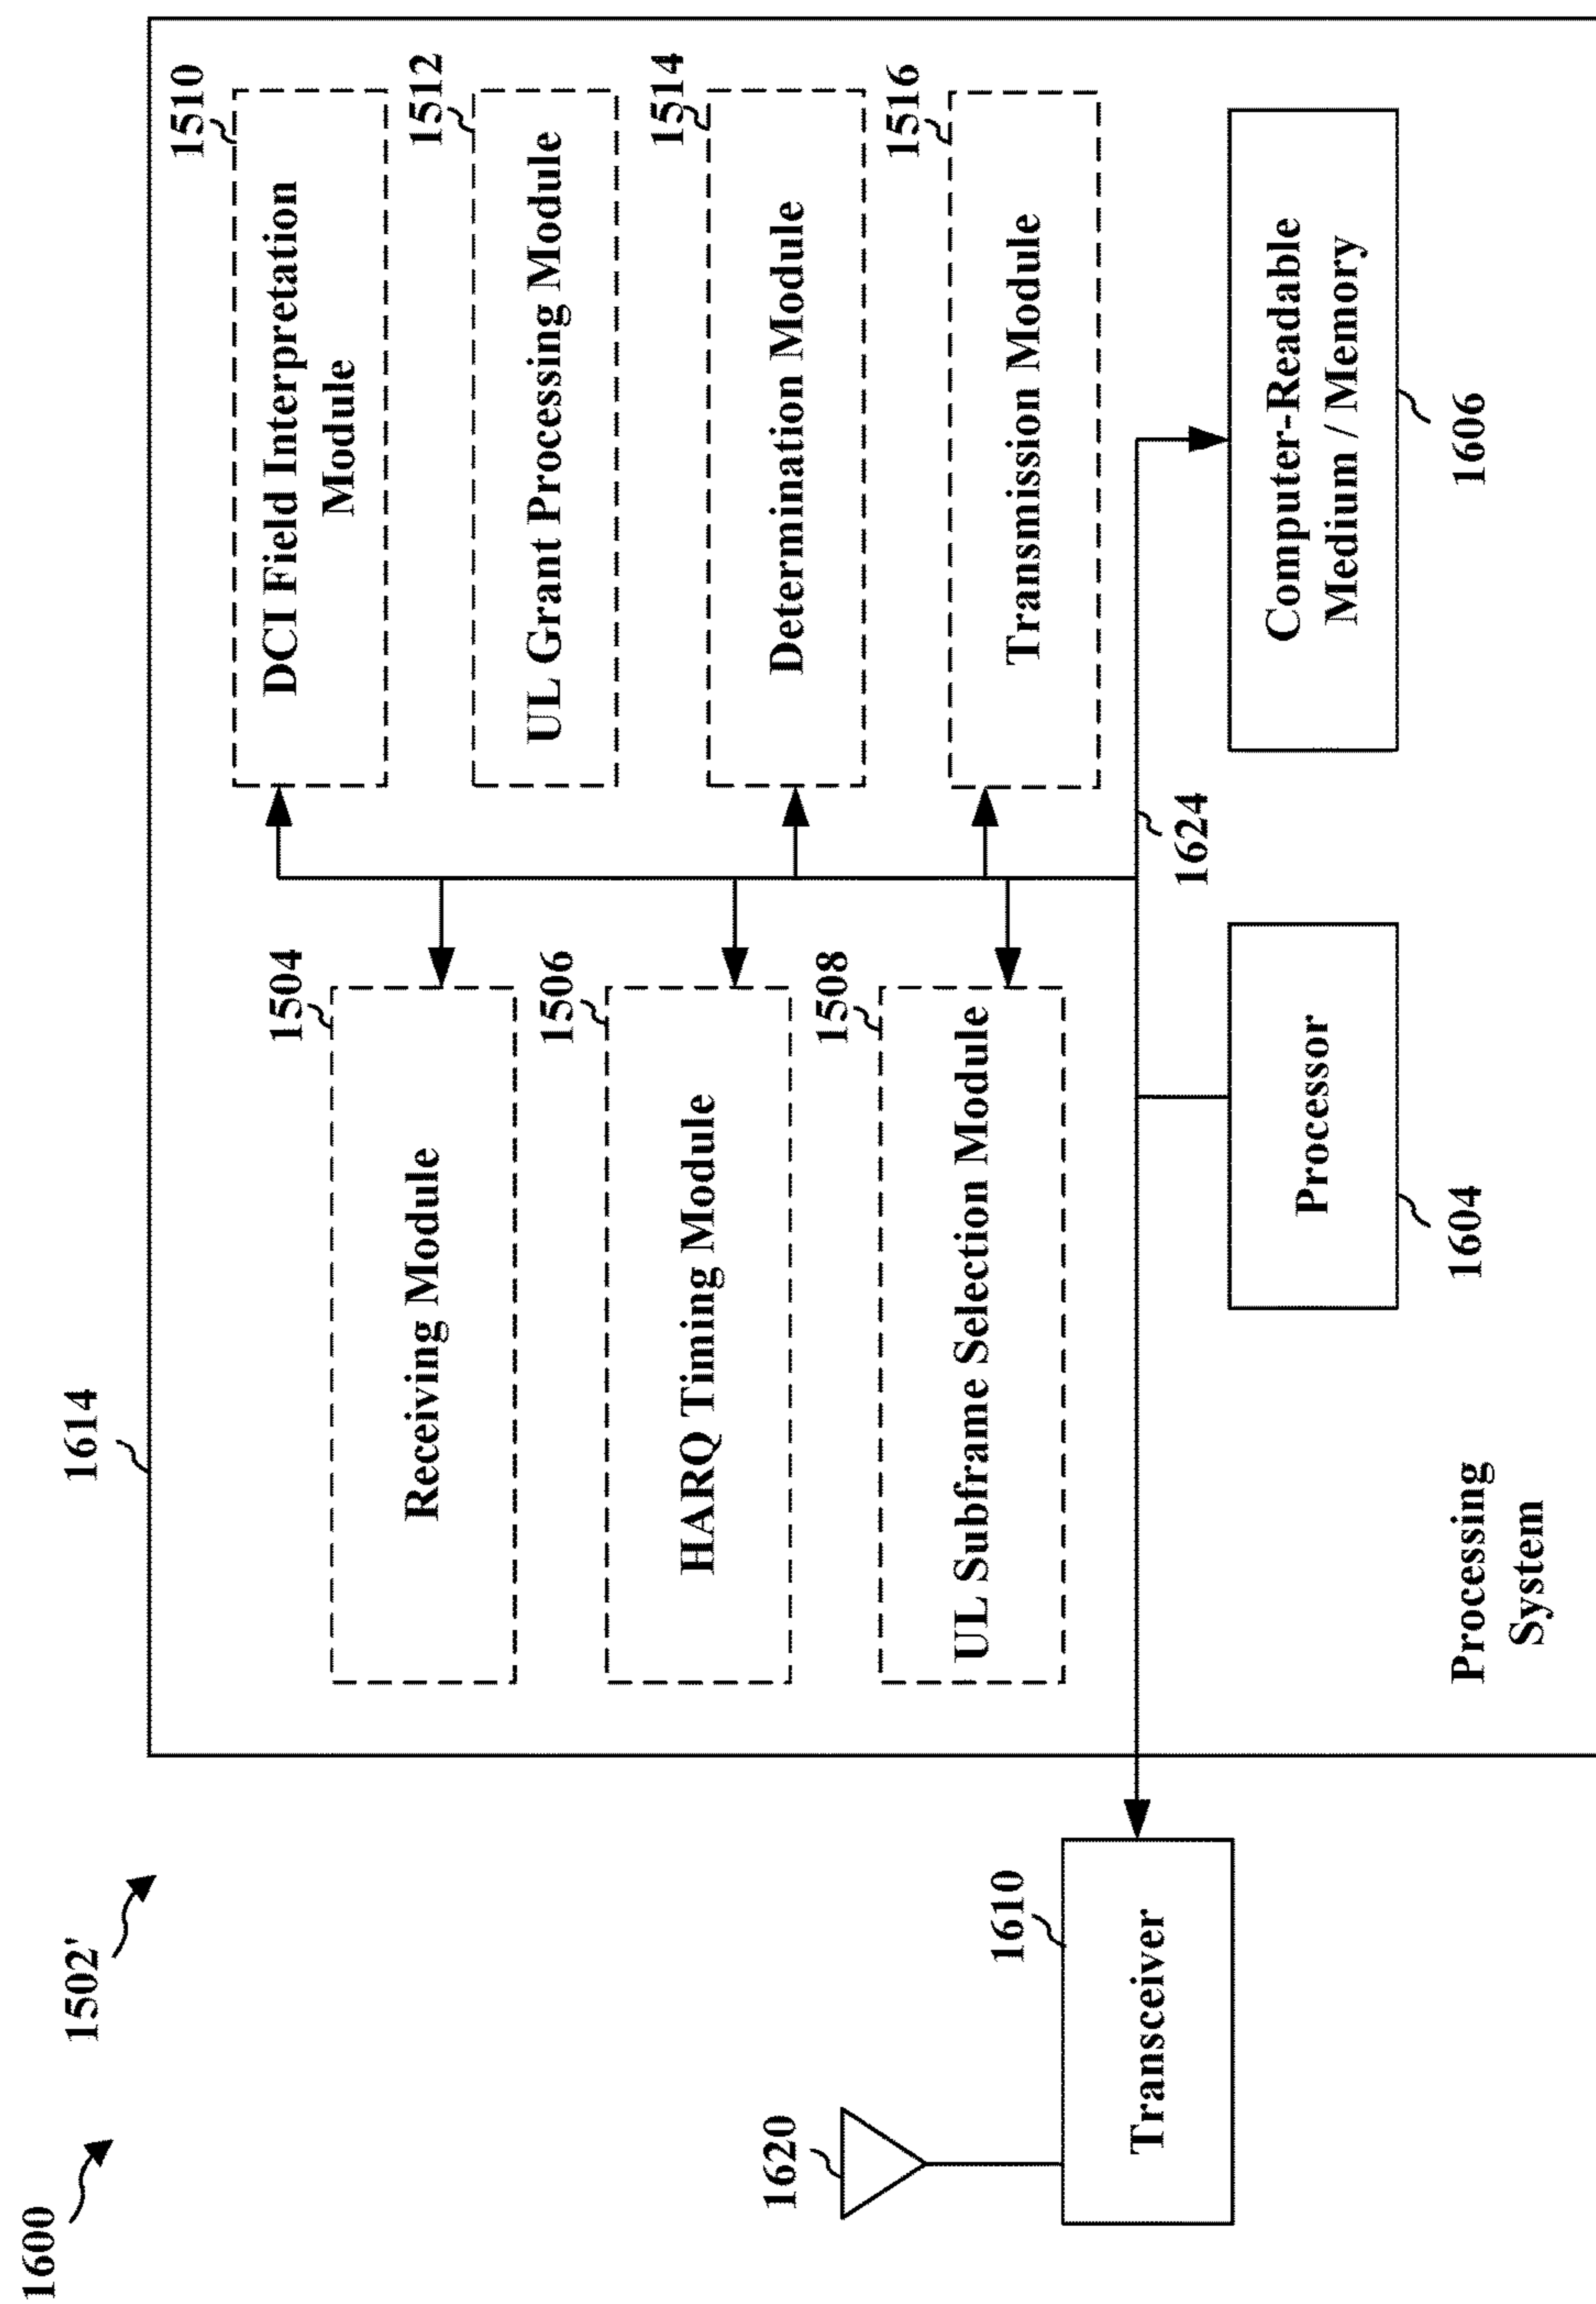 1600
1502'
1614
1504
Receiving Module
1506
HARQ Timing Module
1508
UL Subframe Selection Module
1510
DCI Field Interpretation
Module
1512
UL Grant Processing Module
1514
Determination Module
1516
Transmission Module
1620
1610
Transceiver
1624
Processor
1604
Computer-Readable
Medium / Memory
1606
Processing
System